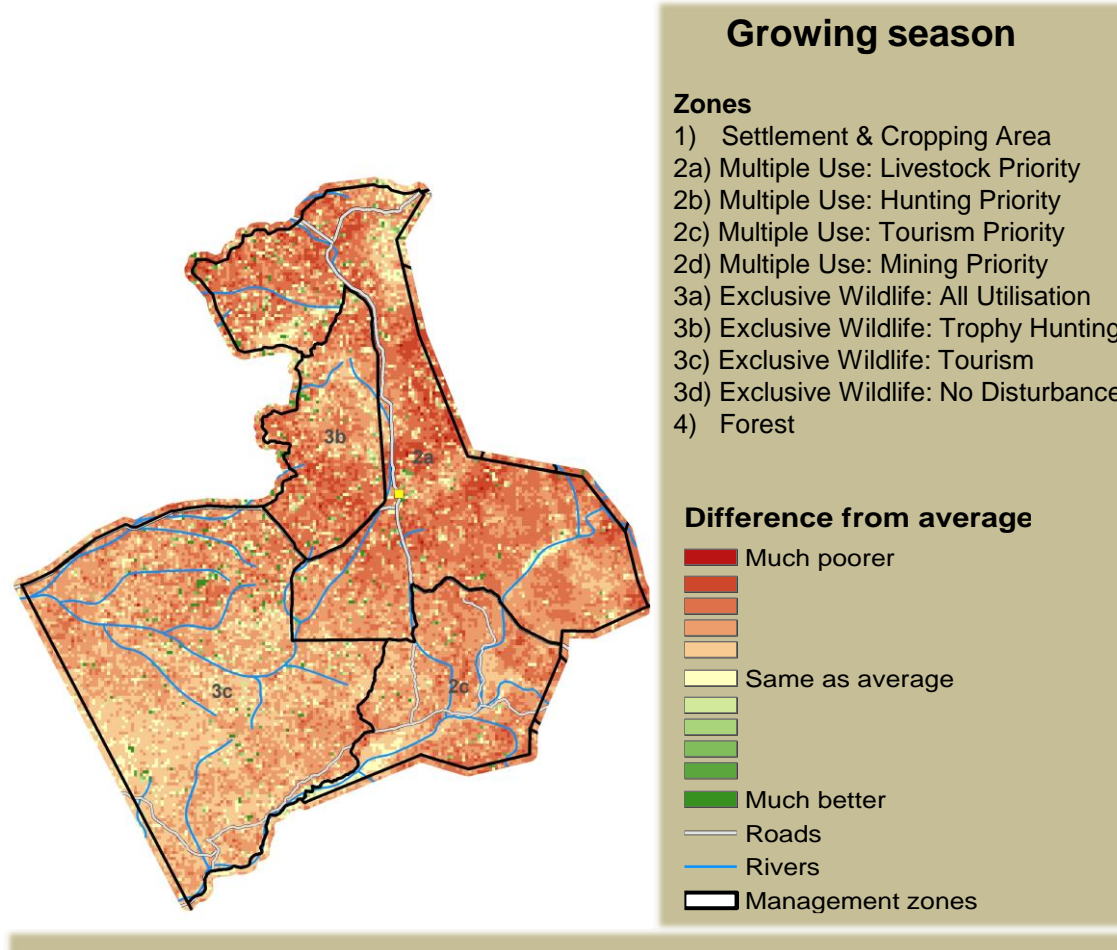 Growing season
Zones
1) Settlement & Cropping Area
2a) Multiple Use: Livestock Priority
2b) Multiple Use: Hunting Priority
2c) Multiple Use: Tourism Priority
2d) Multiple Use: Mining Priority
3a) Exclusive Wildlife: All Utilisation
3b) Exclusive Wildlife: Trophy Hunting
3c) Exclusive Wildlife: Tourism
3d) Exclusive Wildlife: No Disturbance
4) Forest
Difference from average
Much poorer
Same as average
Much better
Roads
Rivers
Management zones
3b
2a
3c
2c